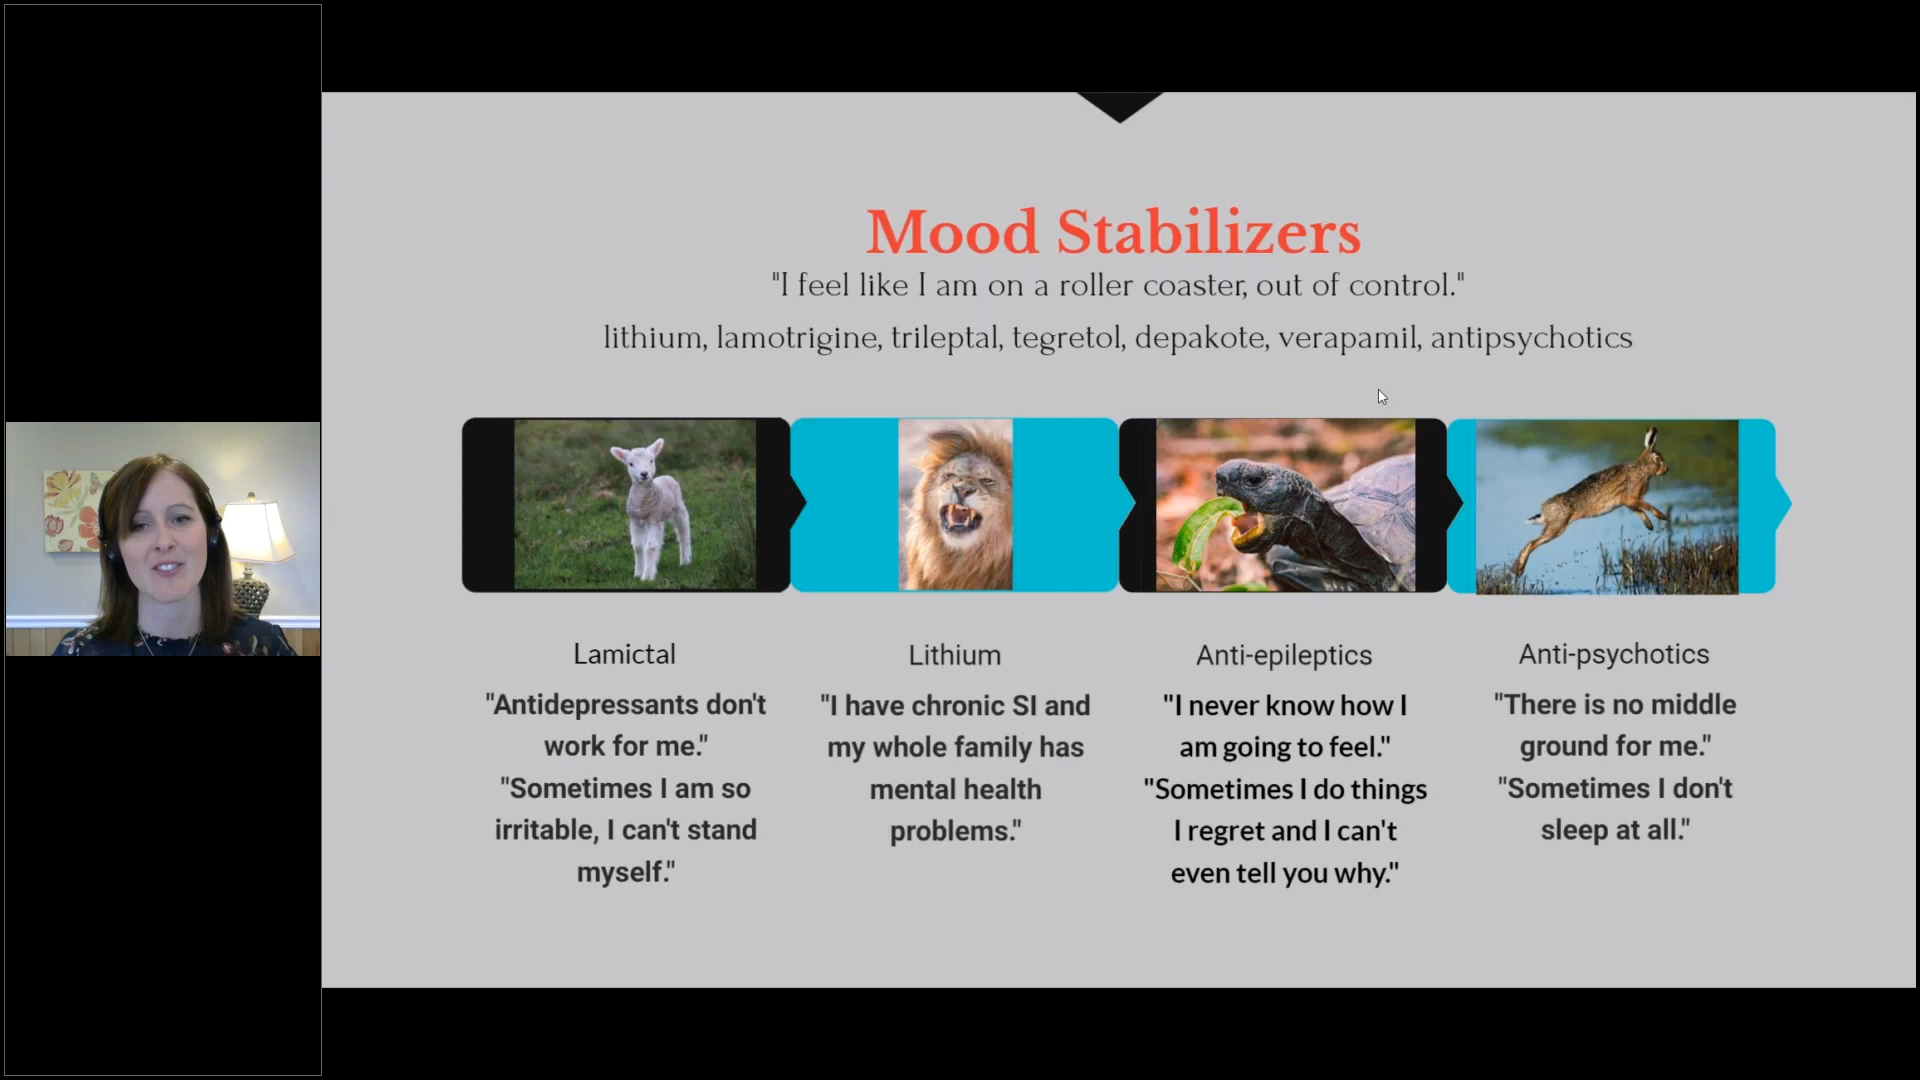 Mood Stabilizers
"I feel like I am on a roller coaster, out of control."
lithium, lamotrigine, trileptal, tegretol, depakote, verapamil, antipsychotics
Lamictal
"Antidepressants don't
work for me."
"Sometimes I am so
irritable, I can't stand
myself."
Lithium
"I have chronic SI and
my whole family has
mental health
problems."
Anti-epileptics
"I never know how I
am going to feel."
"Sometimes I do things
I regret and I can't
even tell you why."
Anti-psychotics
"There is no middle
ground for me."
"Sometimes I don't
sleep at all."